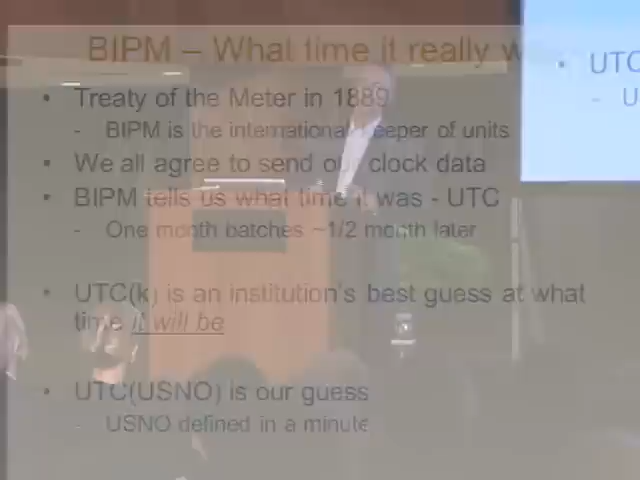 BIPM – What time it really w
• Treaty of the Meter in 1889
- BIPM is the international keeper of units
• We all agree to send our clock data
• BIPM tells us what time it was - UTC
- One month batches ~1/2 month later
• UTC(k) is an institution's best guess at what
time it will be
• UTC(USNO) is our guess
- USNO defined in a minute
• UTC
- U